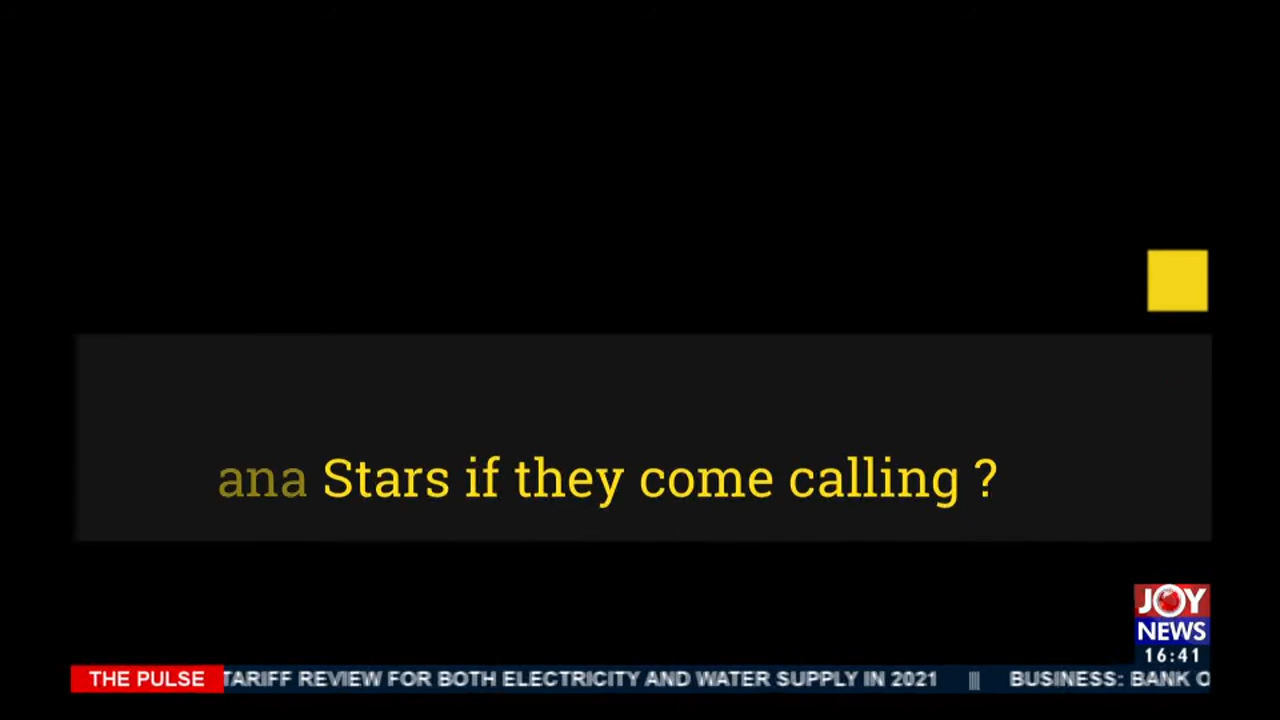 ana Stars if they come calling ?
JOY
NEWS
16:41
THE PULSE TARIFF REVIEW FOR BOTH ELECTRICITY AND WATER SUPPLY IN 2021 ||| BUSINESS: BANK O